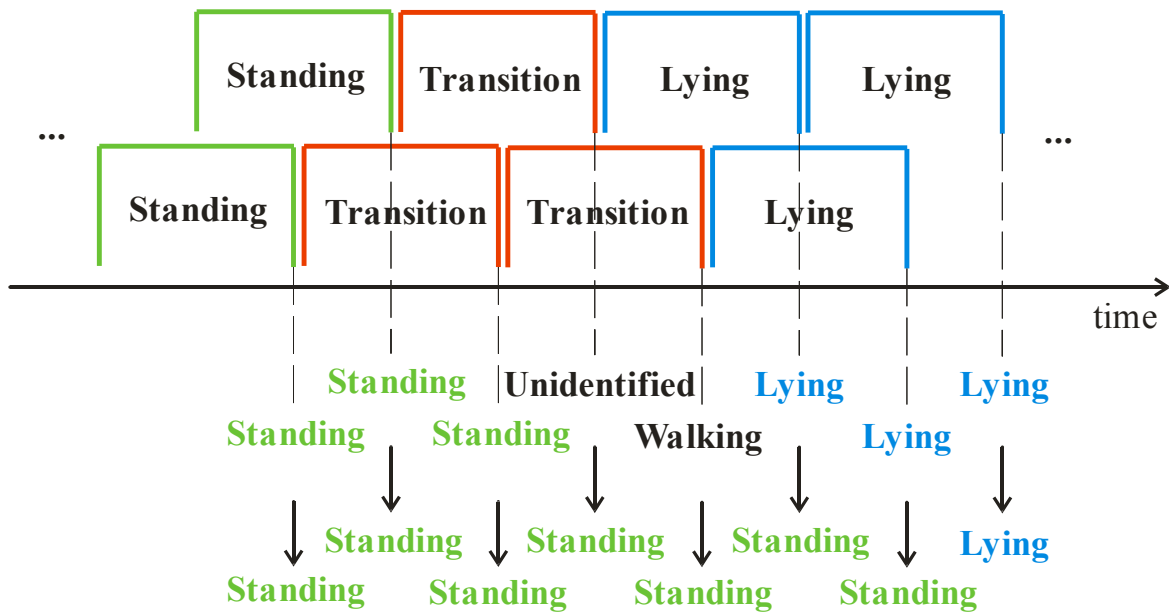 Standing Transition Lying Lying
... ...
Standing Transition Transition Lying
time
Standing Unidentified Lying Lying
Standing Standing Walking Lying
Standing Standing Standing Lying
Standing Standing Standing Standing